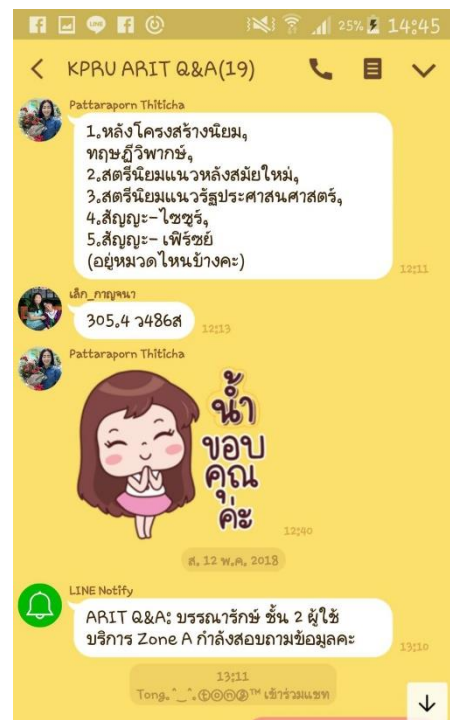 25% 14:45
KPRU ARIT Q&A(19)
Pattaraporn Thiticha
1.หลังโครงสร้างนิยม,
ทฤษฎีวิพากษ์,
2.สตรีนิยมแนวหลังสมัยใหม่,
3.สตรีนิยมแนวรัฐประศาสนศาสตร์,
4.สัญญะ-ไซซูร์,
5.สัญญะ- เฟิร์ซย์
(อยู่หมวดไหนบ้างคะ)
12:11
เล็ก_กาญจนา
305.4 ว486ส
12:13
Pattaraporn Thiticha
น้ำ
ขอบ
คุณ
ค่ะ
12:40
ส. 12 พ.ค. 2018
LINE Notify
ARIT Q&A: บรรณารักษ์ ชั้น 2 ผู้ใช้
บริการ Zone A กำลังสอบถามข้อมูลคะ
13:10
13:11
Tong.^_^.ⓣⓞⓝⓖ™ เข้าร่วมแชท